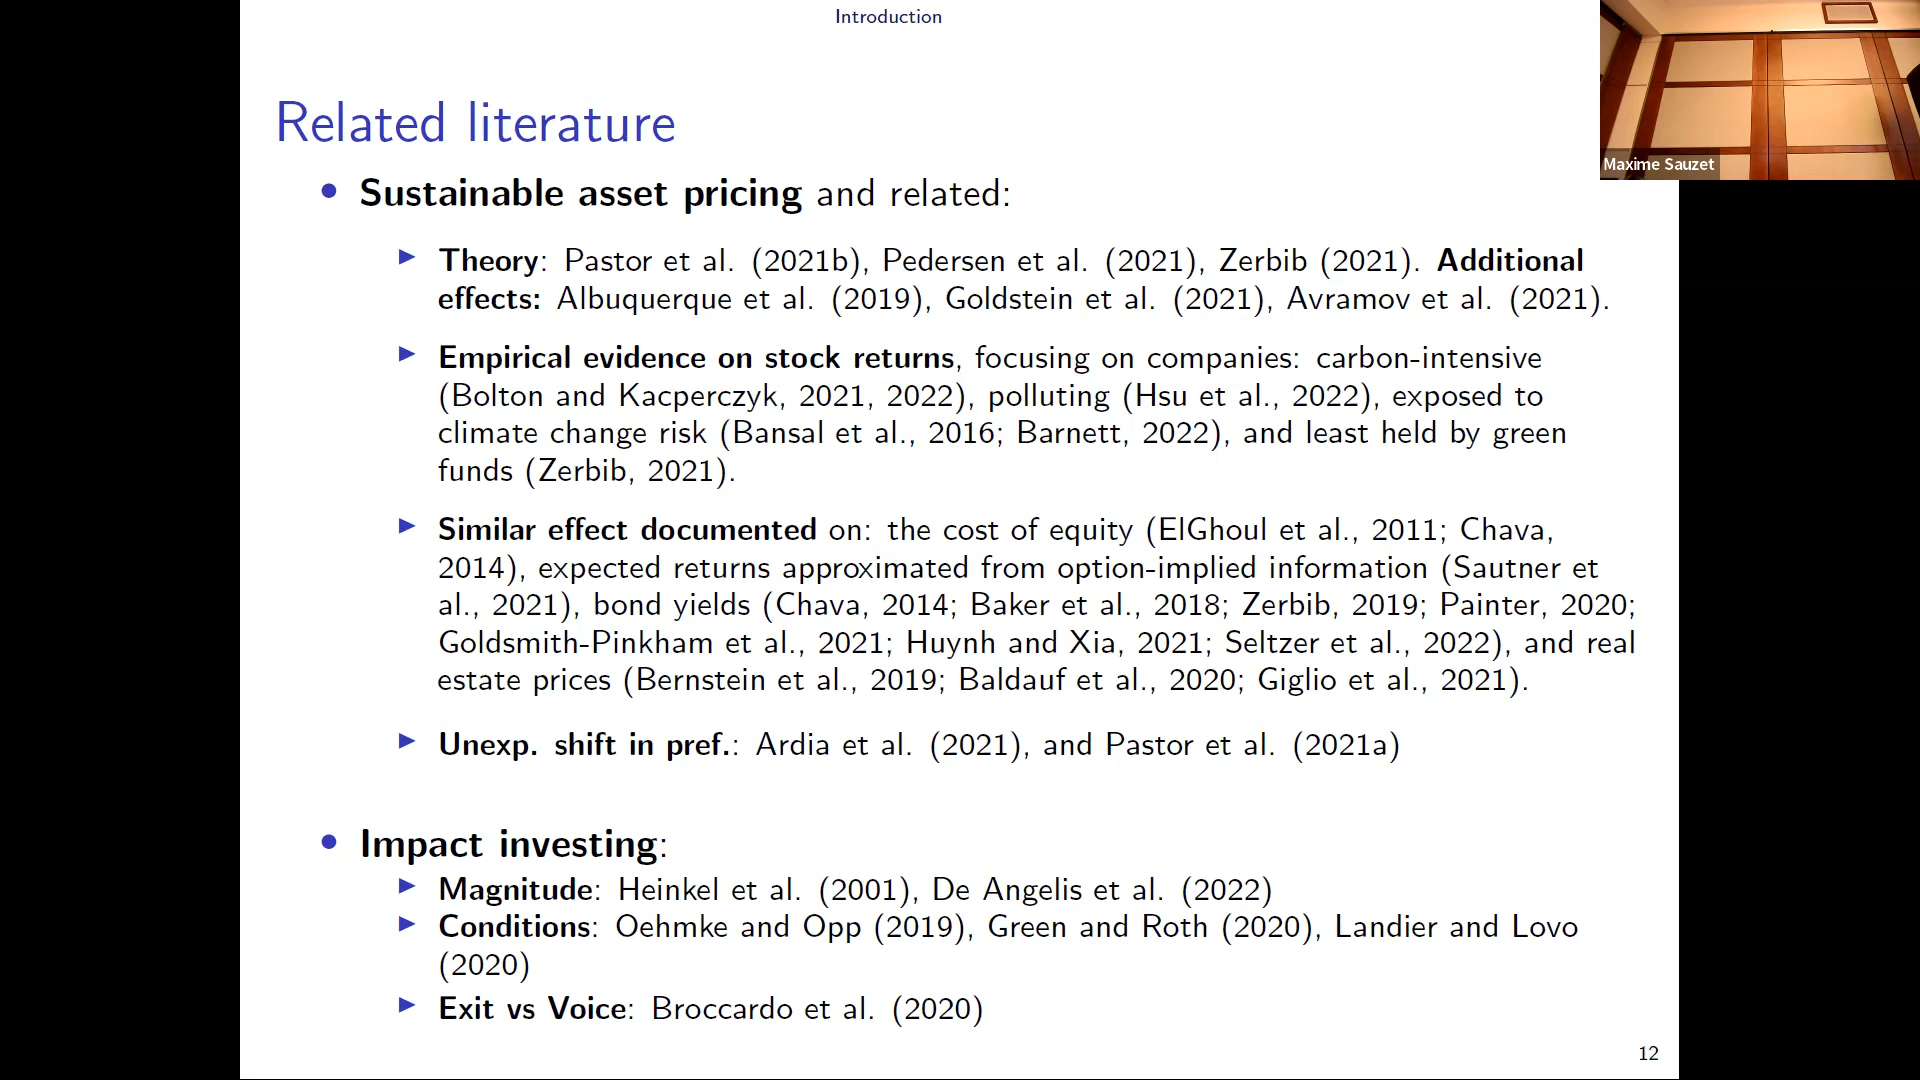 Introduction
Related literature
• Sustainable asset pricing and related:
▶ Theory: Pastor et al. (2021b), Pedersen et al. (2021), Zerbib (2021). Additional
effects: Albuquerque et al. (2019), Goldstein et al. (2021), Avramov et al. (2021).
▶ Empirical evidence on stock returns, focusing on companies: carbon-intensive
(Bolton and Kacperczyk, 2021, 2022), polluting (Hsu et al., 2022), exposed to
climate change risk (Bansal et al., 2016; Barnett, 2022), and least held by green
funds (Zerbib, 2021).
▶ Similar effect documented on: the cost of equity (ElGhoul et al., 2011; Chava,
2014), expected returns approximated from option-implied information (Sautner et
al., 2021), bond yields (Chava, 2014; Baker et al., 2018; Zerbib, 2019; Painter, 2020;
Goldsmith-Pinkham et al., 2021; Huynh and Xia, 2021; Seltzer et al., 2022), and real
estate prices (Bernstein et al., 2019; Baldauf et al., 2020; Giglio et al., 2021).
▶ Unexp. shift in pref.: Ardia et al. (2021), and Pastor et al. (2021a)
• Impact investing:
▶ Magnitude: Heinkel et al. (2001), De Angelis et al. (2022)
▶ Conditions: Oehmke and Opp (2019), Green and Roth (2020), Landier and Lovo
(2020)
▶ Exit vs Voice: Broccardo et al. (2020)
12
Maxime Sauzet